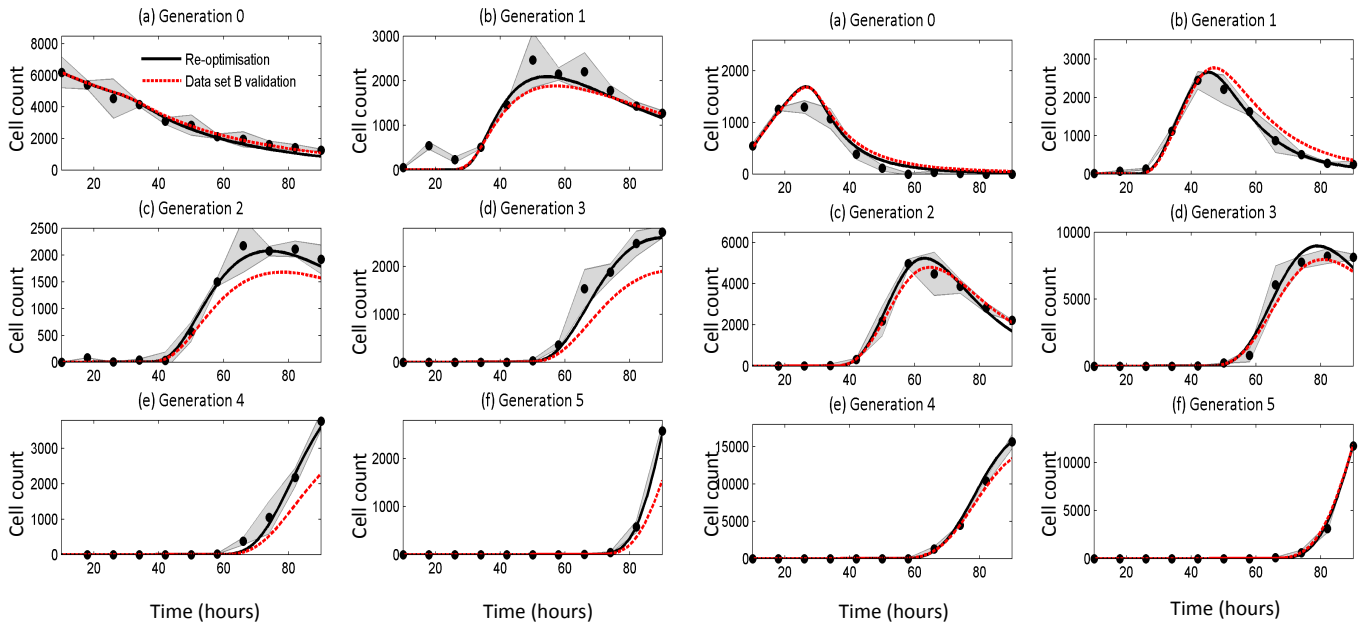 (a) Generation 0
Cell count
8000
6000
4000
2000
0
20 40 60 80
Re-optimisation
Data set B validation
(b) Generation 1
Cell count
3000
2000
1000
0
20 40 60 80
(c) Generation 2
Cell count
2500
2000
1500
1000
500
0
20 40 60 80
(d) Generation 3
Cell count
2000
1000
0
20 40 60 80
(e) Generation 4
Cell count
3000
2000
1000
0
20 40 60 80
Time (hours)
(f) Generation 5
Cell count
2000
1000
0
20 40 60 80
Time (hours)
(a) Generation 0
Cell count
2000
1000
0
20 40 60 80
(b) Generation 1
Cell count
3000
2000
1000
0
20 40 60 80
(c) Generation 2
Cell count
6000
4000
2000
0
20 40 60 80
(d) Generation 3
Cell count
10000
5000
0
20 40 60 80
(e) Generation 4
Cell count
15000
10000
5000
0
20 40 60 80
Time (hours)
(f) Generation 5
Cell count
10000
5000
0
20 40 60 80
Time (hours)